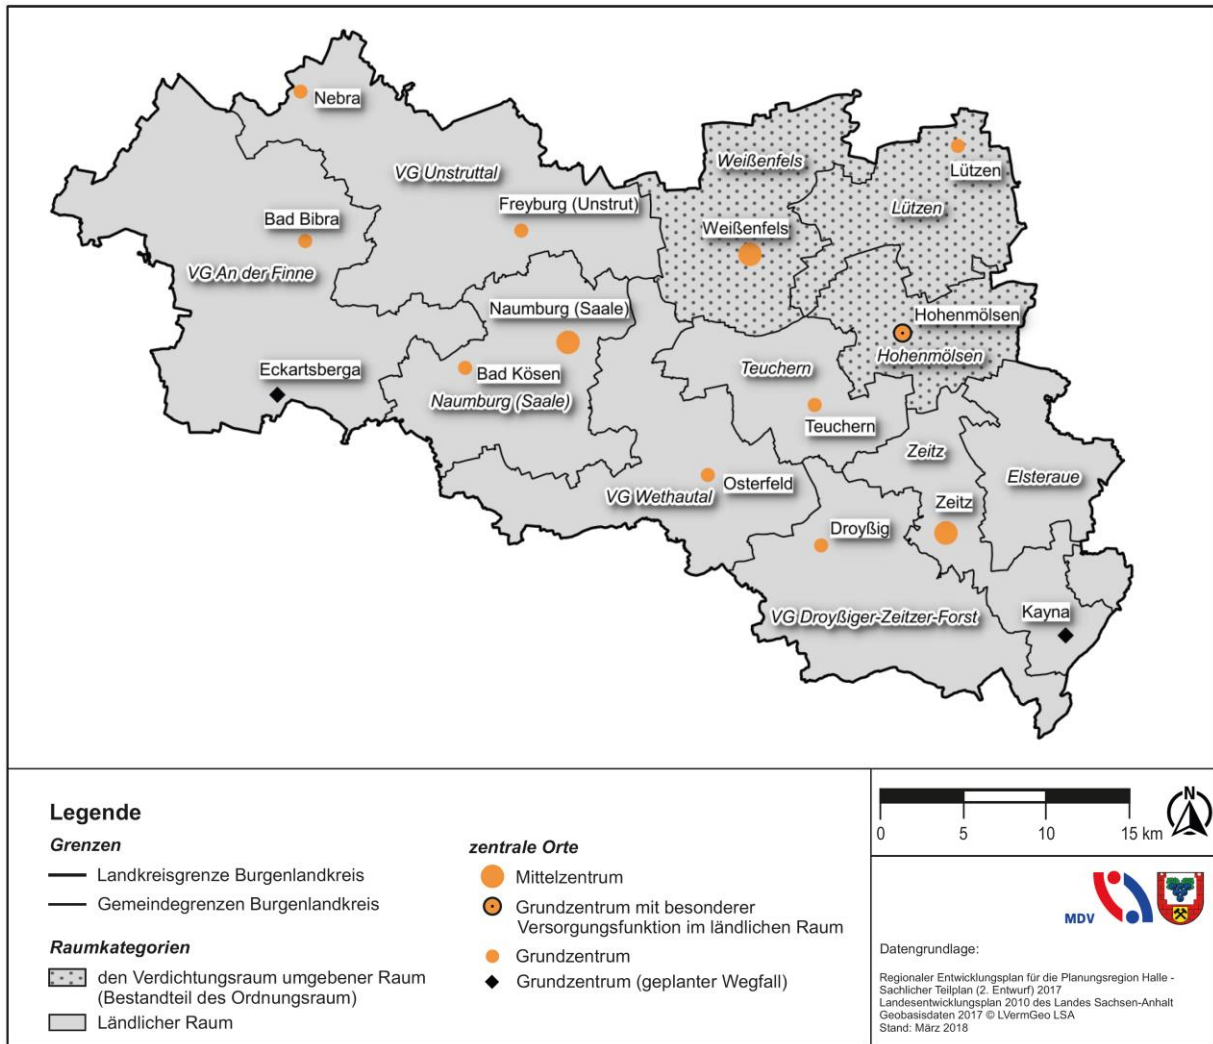 Nebra
VG Unstruttal
Weißenfels
Lützen
Lützen
Bad Bibra
Freyburg (Unstrut)
Weißenfels
VG An der Finne
Naumburg (Saale)
Hohenmölsen
Hohenmölsen
Eckartsberga
Bad Kösen
Teuchern
Naumburg (Saale)
Teuchern
Zeitz
Elsteraue
Osterfeld
VG Wethautal
Zeitz
Droyßig
Kayna
VG Droyßiger-Zeitzer-Forst
Legende
Grenzen
Landkreisgrenze Burgenlandkreis
Gemeindegrenzen Burgenlandkreis
Raumkategorien
den Verdichtungsraum umgebener Raum
(Bestandteil des Ordnungsraum)
Ländlicher Raum
zentrale Orte
Mittelzentrum
Grundzentrum mit besonderer
Versorgungsfunktion im ländlichen Raum
Grundzentrum
Grundzentrum (geplanter Wegfall)
0 5 10 15 km
N
MDV
Datengrundlage:
Regionaler Entwicklungsplan für die Planungsregion Halle -
Sachlicher Teilplan (2. Entwurf) 2017
Landesentwicklungsplan 2010 des Landes Sachsen-Anhalt
Geobasisdaten 2017 © LVermGeo LSA
Stand: März 2018